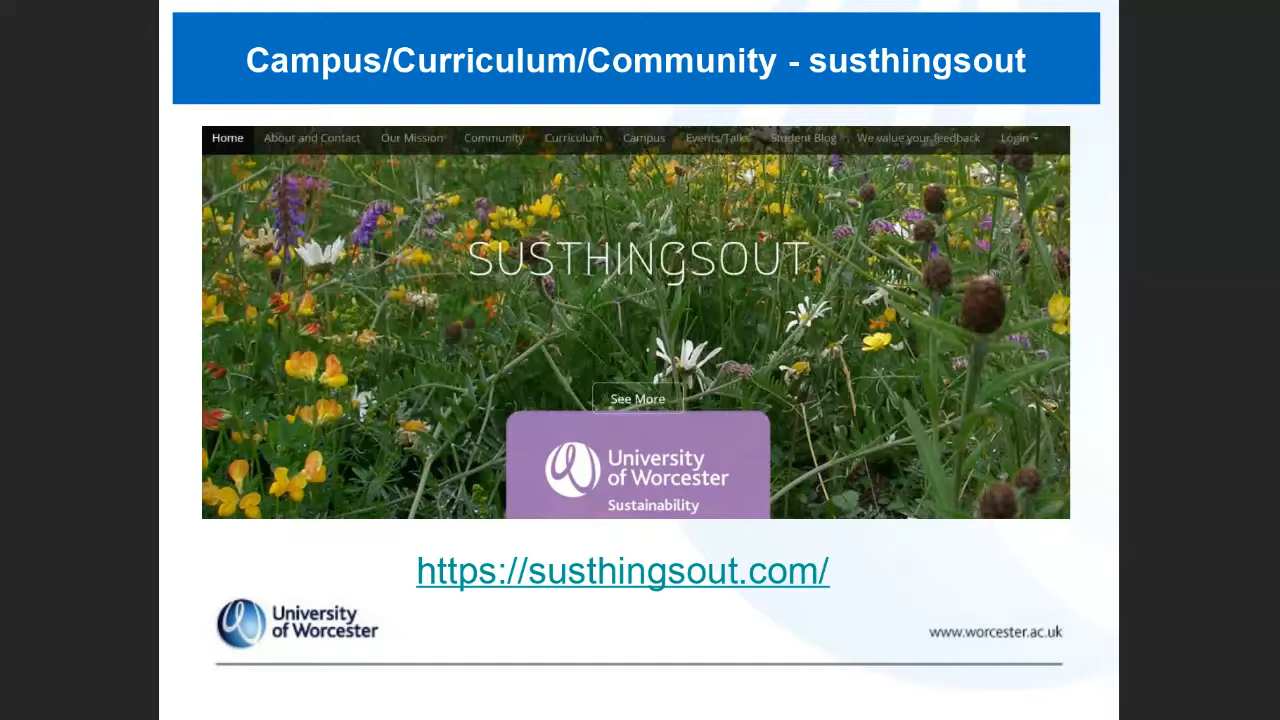 Campus/Curriculum/Community - susthingsout
Home About and Contact Our Mission Community Curriculum Campus Events/Talks Student Blog We value your feedback Login
SUSTHINGSOUT
See More
University
of Worcester
Sustainability
https://susthingsout.com/
University
of Worcester
www.worcester.ac.uk